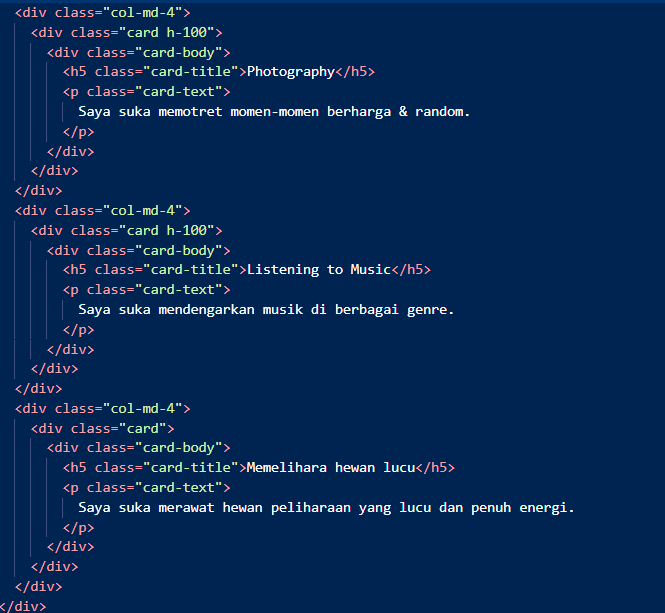 <div class="col-md-4">
<div class="card h-100">
<div class="card-body">
<h5 class="card-title">Photography</h5>
<p class="card-text">
Saya suka memotret momen-momen berharga & random.
</p>
</div>
</div>
</div>
<div class="col-md-4">
<div class="card h-100">
<div class="card-body">
<h5 class="card-title">Listening to Music</h5>
<p class="card-text">
Saya suka mendengarkan musik di berbagai genre.
</p>
</div>
</div>
</div>
<div class="col-md-4">
<div class="card">
<div class="card-body">
<h5 class="card-title">Memelihara hewan lucu</h5>
<p class="card-text">
Saya suka merawat hewan peliharaan yang lucu dan penuh energi.
</p>
</div>
</div>
</div>
</div>